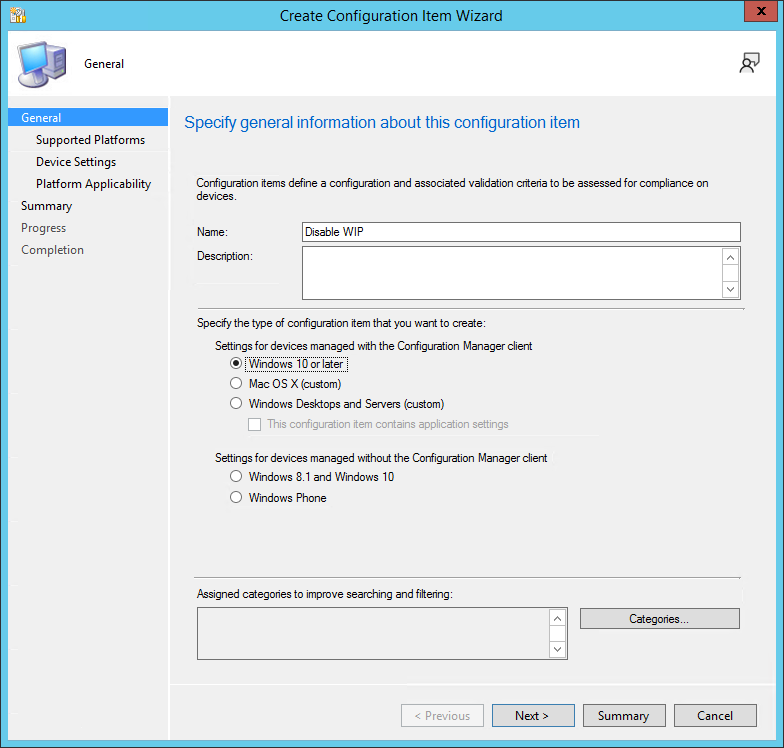 Create Configuration Item Wizard
x
General
General
Supported Platforms
Device Settings
Platform Applicability
Summary
Progress
Completion
Specify general information about this configuration item
Configuration items define a configuration and associated validation criteria to be assessed for compliance on
devices.
Name:
Disable WIP
Description:
Specify the type of configuration item that you want to create:
Settings for devices managed with the Configuration Manager client
Windows 10 or later
Mac OS X (custom)
Windows Desktops and Servers (custom)
This configuration item contains application settings
Settings for devices managed without the Configuration Manager client
Windows 8.1 and Windows 10
Windows Phone
Assigned categories to improve searching and filtering:
Categories...
< Previous
Next >
Summary
Cancel